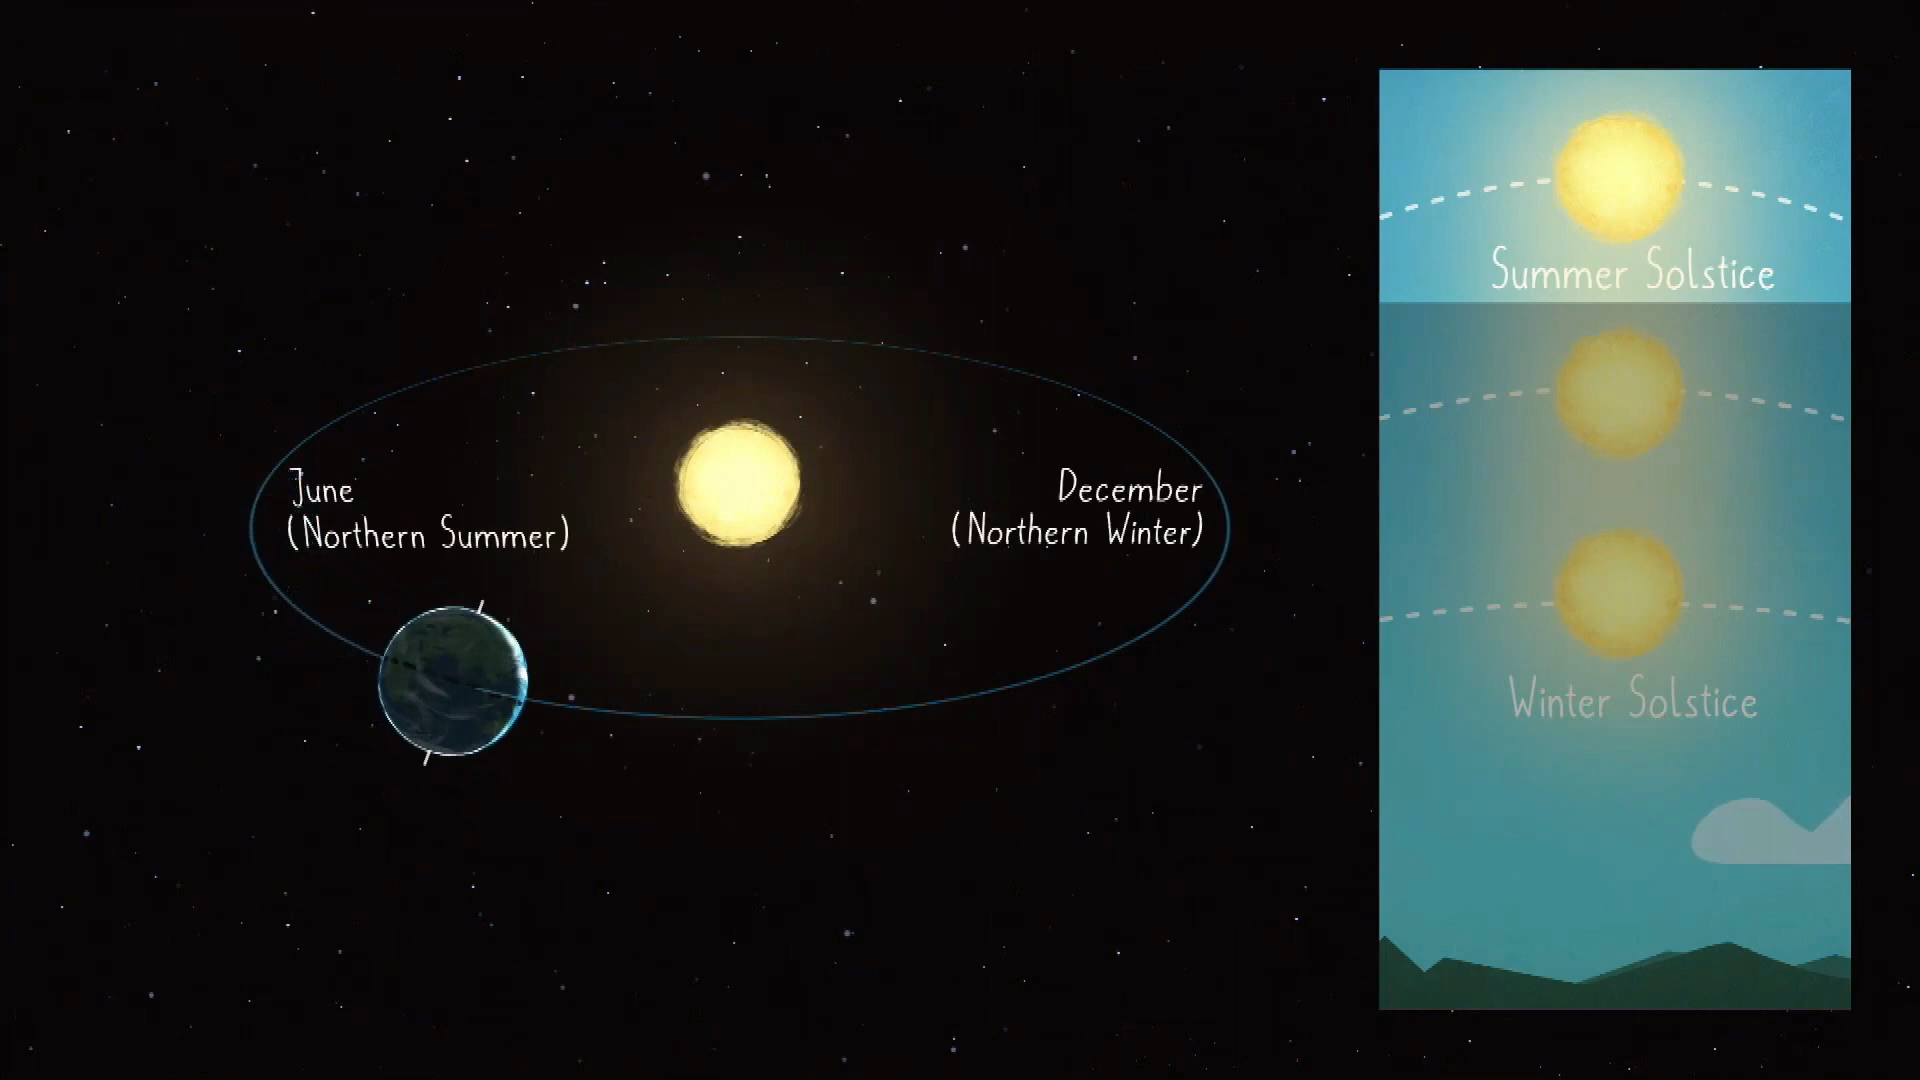 June
(Northern Summer)
December
(Northern Winter)
Summer Solstice
Winter Solstice